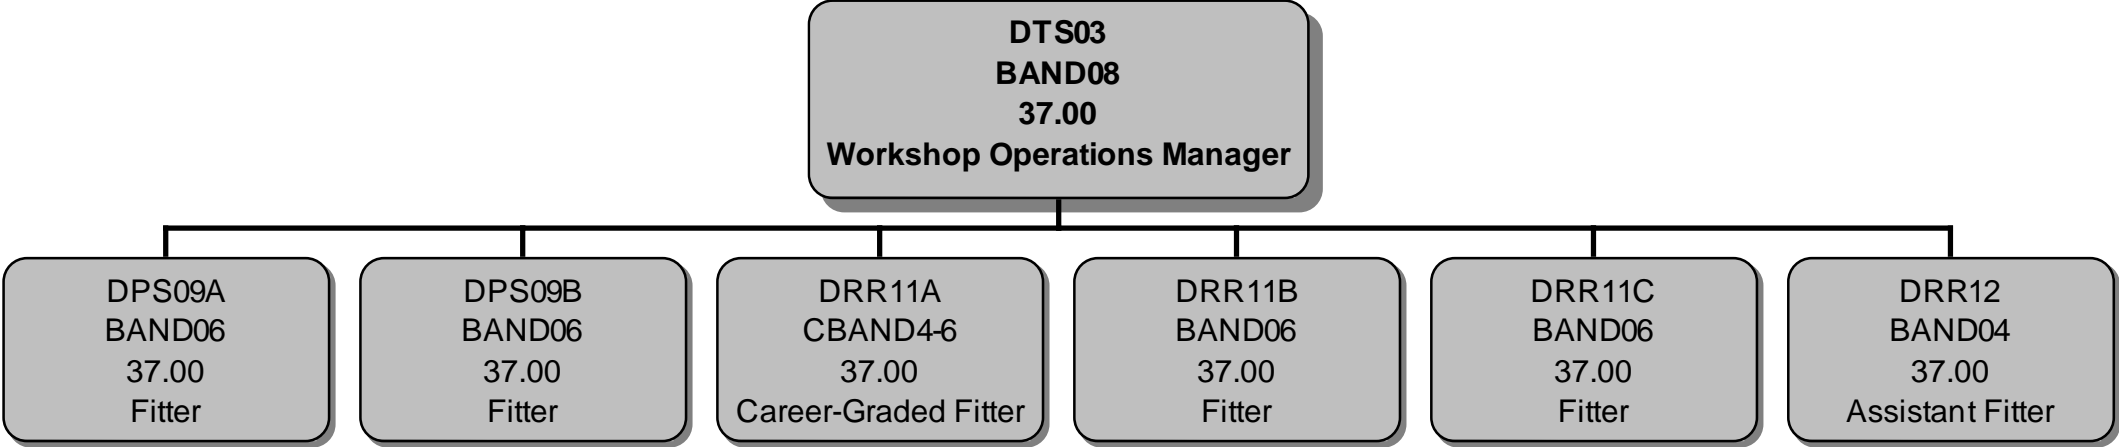 DTS03
BAND08
37.00
Workshop Operations Manager
DPS09A
BAND06
37.00
Fitter
DPS09B
BAND06
37.00
Fitter
DRR11A
CBAND4-6
37.00
Career-Graded Fitter
DRR11B
BAND06
37.00
Fitter
DRR11C
BAND06
37.00
Fitter
DRR12
BAND04
37.00
Assistant Fitter